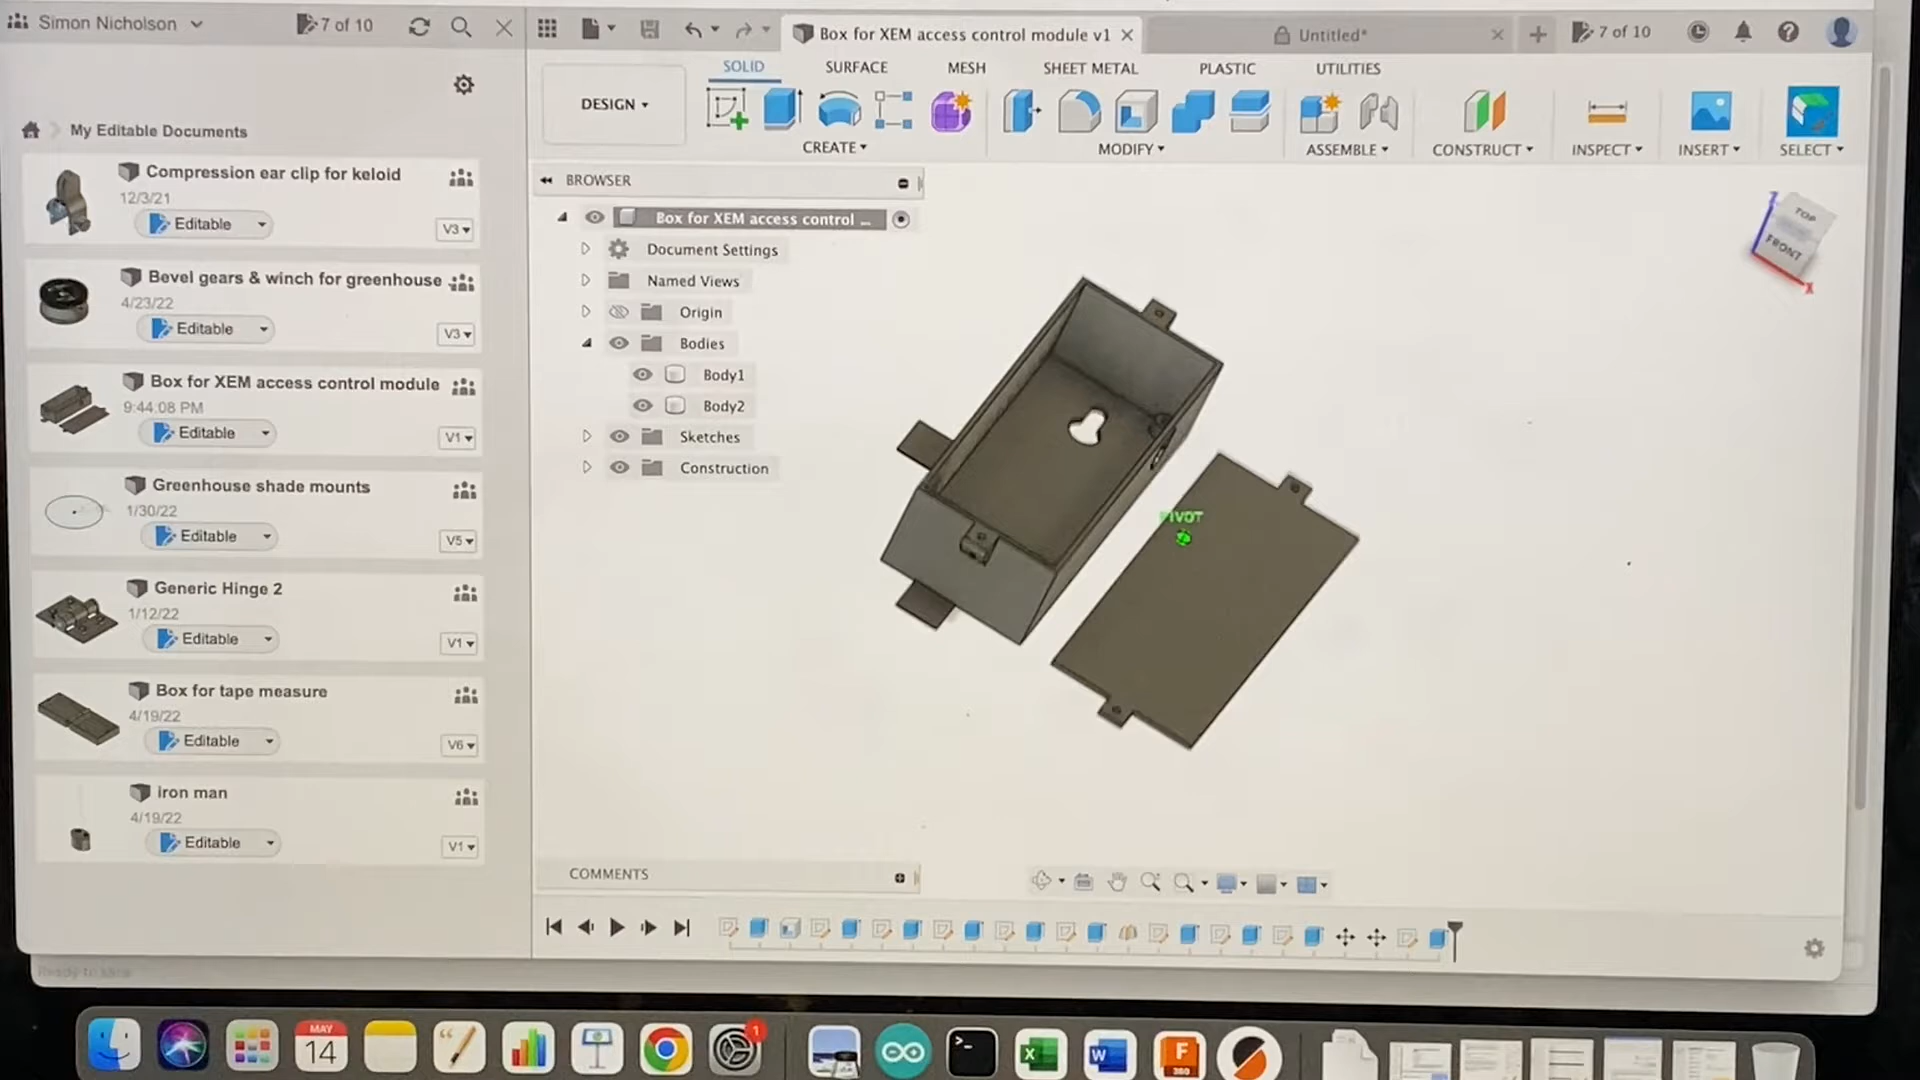 Simon Nicholson
7 of 10
Box for XEM access control module v1
Untitled*
7 of 10
SOLID
SURFACE
MESH
SHEET METAL
PLASTIC
UTILITIES
DESIGN
CREATE
MODIFY
ASSEMBLE
CONSTRUCT
INSPECT
INSERT
SELECT
My Editable Documents
Compression ear clip for keloid
12/3/21
Editable
V3
Bevel gears & winch for greenhouse
4/23/22
Editable
V3
Box for XEM access control module
9:44:08 PM
Editable
V1
Greenhouse shade mounts
1/30/22
Editable
V5
Generic Hinge 2
1/12/22
Editable
V1
Box for tape measure
4/19/22
Editable
V6
iron man
4/19/22
Editable
V1
BROWSER
Box for XEM access control ...
Document Settings
Named Views
Origin
Bodies
Body1
Body2
Sketches
Construction
TOP
FRONT
Z
X
PIVOT
COMMENTS
Ready to save
MAY
14
1
X
W
F
360